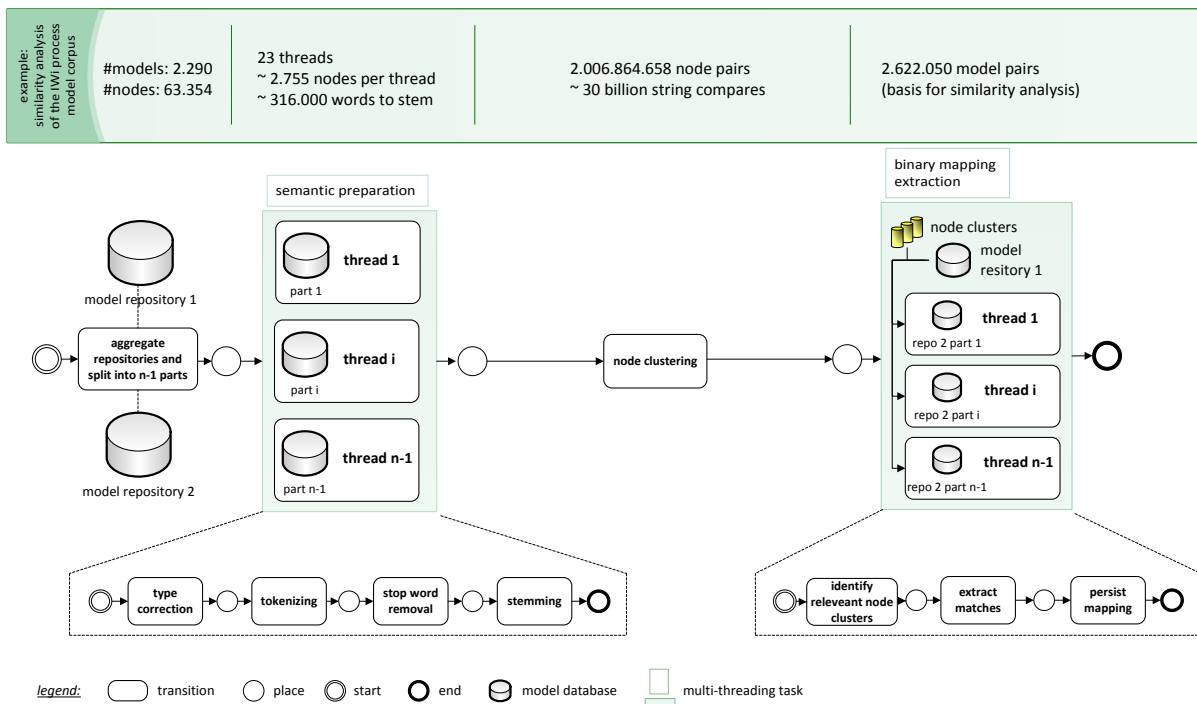 example:
similarity analysis
of the IWi process
model corpus
#models: 2.290
#nodes: 63.354
23 threads
~ 2.755 nodes per thread
~ 316.000 words to stem
2.006.864.658 node pairs
~ 30 billion string compares
2.622.050 model pairs
(basis for similarity analysis)
semantic preparation
binary mapping
extraction
model repository 1
aggregate
repositories and
split into n-1 parts
model repository 2
thread 1
part 1
thread i
part i
thread n-1
part n-1
node clustering
node clusters
model
resitory 1
thread 1
repo 2 part 1
thread i
repo 2 part i
thread n-1
repo 2 part n-1
type
correction
tokenizing
stop word
removal
stemming
identify
releveant node
clusters
extract
matches
persist
mapping
legend:
transition
place
start
end
model database
multi-threading task